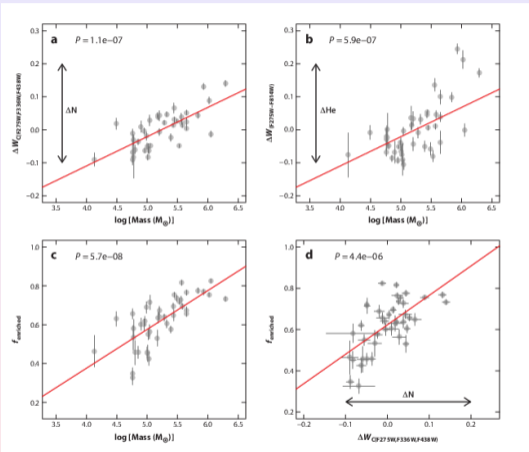 a P = 1.1e−07
ΔN
ΔW_C(F275W,F336W,F438W)
0.3
0.2
0.1
0.0
−0.1
−0.2
3.5 4.0 4.5 5.0 5.5 6.0 6.5
log [Mass (M⊙)]
b P = 5.9e−07
ΔHe
ΔW_(F275W−F814W)
0.3
0.2
0.1
0.0
−0.1
−0.2
3.5 4.0 4.5 5.0 5.5 6.0 6.5
log [Mass (M⊙)]
c P = 5.7e−08
f_enriched
1.0
0.8
0.6
0.4
0.2
3.5 4.0 4.5 5.0 5.5 6.0 6.5
log [Mass (M⊙)]
d P = 4.4e−06
ΔN
f_enriched
1.0
0.8
0.6
0.4
0.2
−0.2 −0.1 0.0 0.1 0.2
ΔW_C(F275W,F336W,F438W)